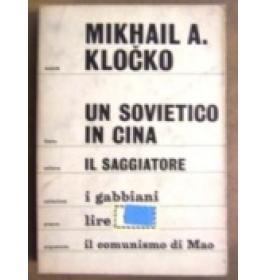 MIKHAIL A.
KLOČKO
UN SOVIETICO
IN CINA
IL SAGGIATORE
i gabbiani
lire
il comunismo di Mao